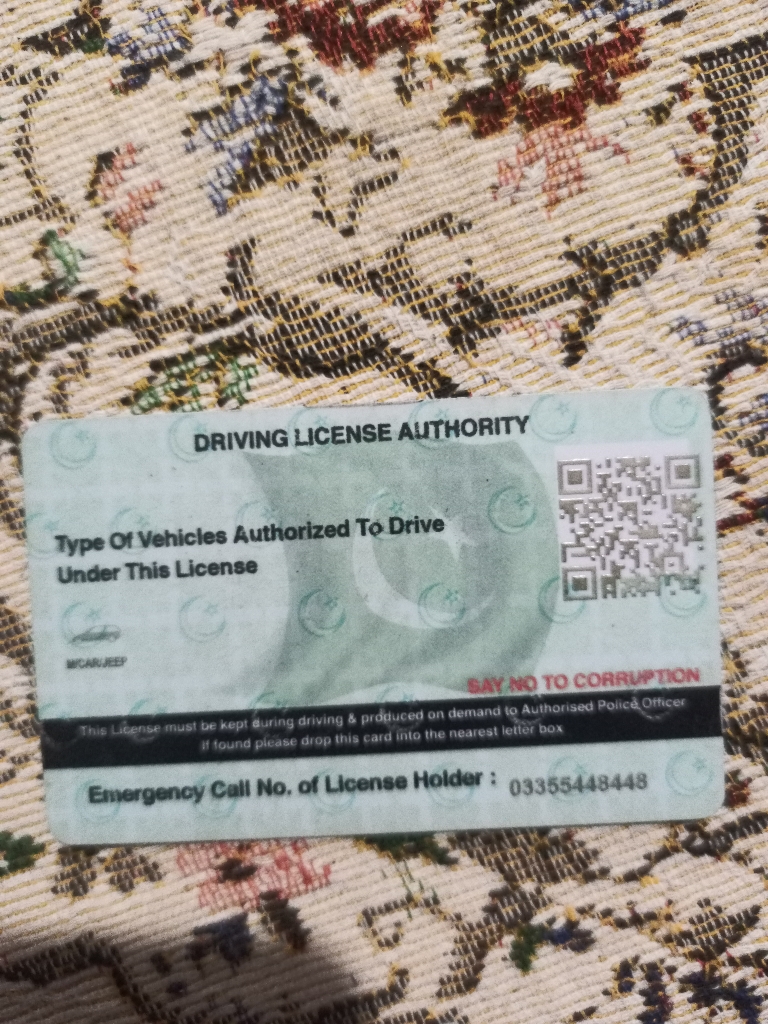 DRIVING LICENSE AUTHORITY
Type Of Vehicles Authorized To Drive
Under This License
M/CAR/JEEP
SAY NO TO CORRUPTION
This License must be kept during driving & produced on demand to Authorised Police Officer
If found please drop this card into the nearest letter box
Emergency Call No. of License Holder : 03355448448